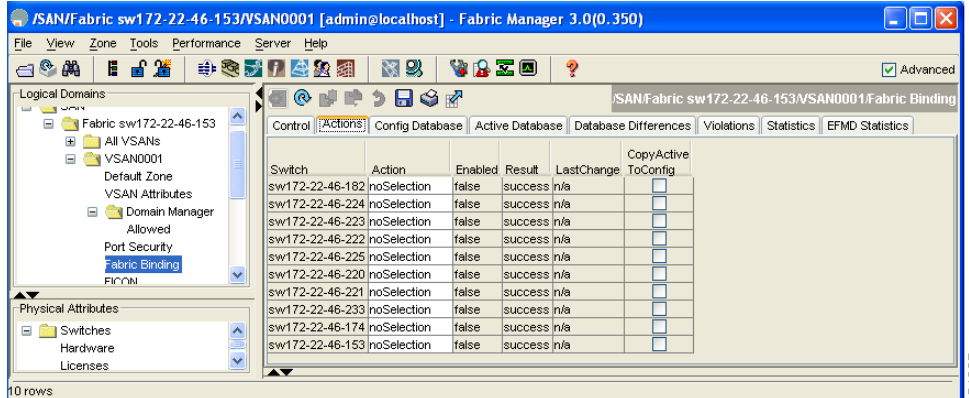 /SAN/Fabric sw172-22-46-153/VSAN0001 [admin@localhost] - Fabric Manager 3.0(0.350)
File View Zone Tools Performance Server Help
Advanced
Logical Domains
SAN
Fabric sw172-22-46-153
All VSANs
VSAN0001
Default Zone
VSAN Attributes
Domain Manager
Allowed
Port Security
Fabric Binding
FICON
Physical Attributes
Switches
Hardware
Licenses
/SAN/Fabric sw172-22-46-153/VSAN0001/Fabric Binding
Control Actions Config Database Active Database Database Differences Violations Statistics EFMD Statistics
Switch Action Enabled Result LastChange CopyActive ToConfig
sw172-22-46-182 noSelection false success n/a
sw172-22-46-224 noSelection false success n/a
sw172-22-46-223 noSelection false success n/a
sw172-22-46-222 noSelection false success n/a
sw172-22-46-225 noSelection false success n/a
sw172-22-46-220 noSelection false success n/a
sw172-22-46-221 noSelection false success n/a
sw172-22-46-233 noSelection false success n/a
sw172-22-46-174 noSelection false success n/a
sw172-22-46-153 noSelection false success n/a
10 rows